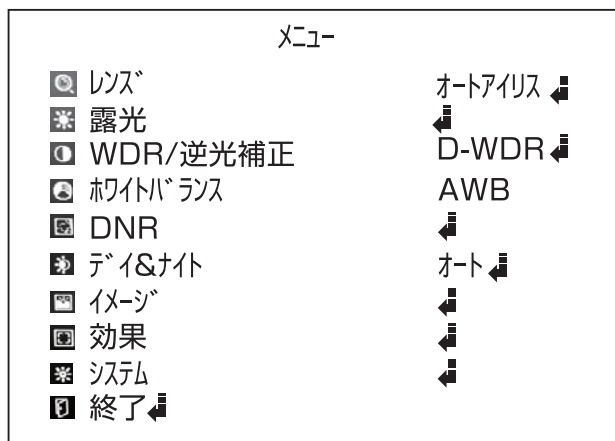 メニュー
レンズ オートアイリス ↲
露光 ↲
WDR/逆光補正 D-WDR ↲
ホワイトバランス AWB
DNR ↲
デイ&ナイト オート ↲
イメージ ↲
効果 ↲
システム ↲
終了 ↲